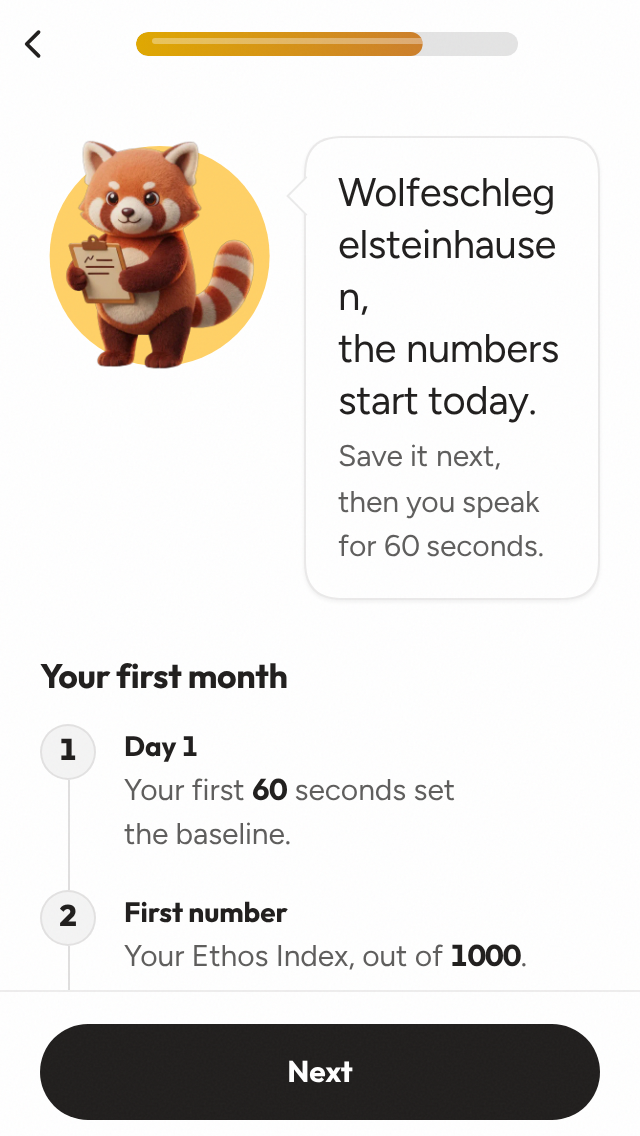 Wolfeschleg
elsteinhause
n,
the numbers
start today.
Save it next,
then you speak
for 60 seconds.
Your first month
1
Day 1
Your first 60 seconds set
the baseline.
2
First number
Your Ethos Index, out of 1000.
Next